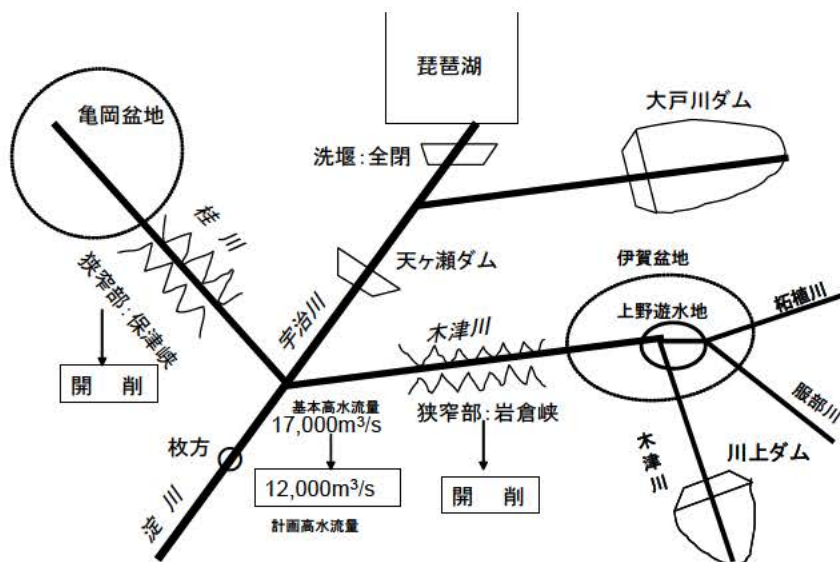 琵琶湖
大戸川ダム
亀岡盆地
洗堰：全閉
桂川
天ヶ瀬ダム
伊賀盆地
狭窄部：保津峡
宇治川
木津川
上野遊水地
柘植川
開 削
基本高水流量
17,000m³/s
狭窄部：岩倉峡
服部川
枚方
木津川
川上ダム
12,000m³/s
開 削
淀川
計画高水流量